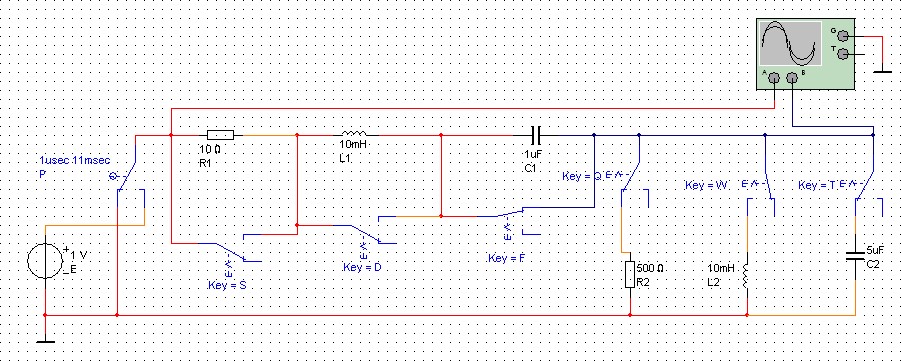 G
T
A B
10 Ω
R1
10mH
L1
1uF
C1
1usec 11msec
P
Key = Q
Key = W
Key = T
1 V
E
Key = S
Key = D
Key = F
500 Ω
R2
10mH
L2
5uF
C2